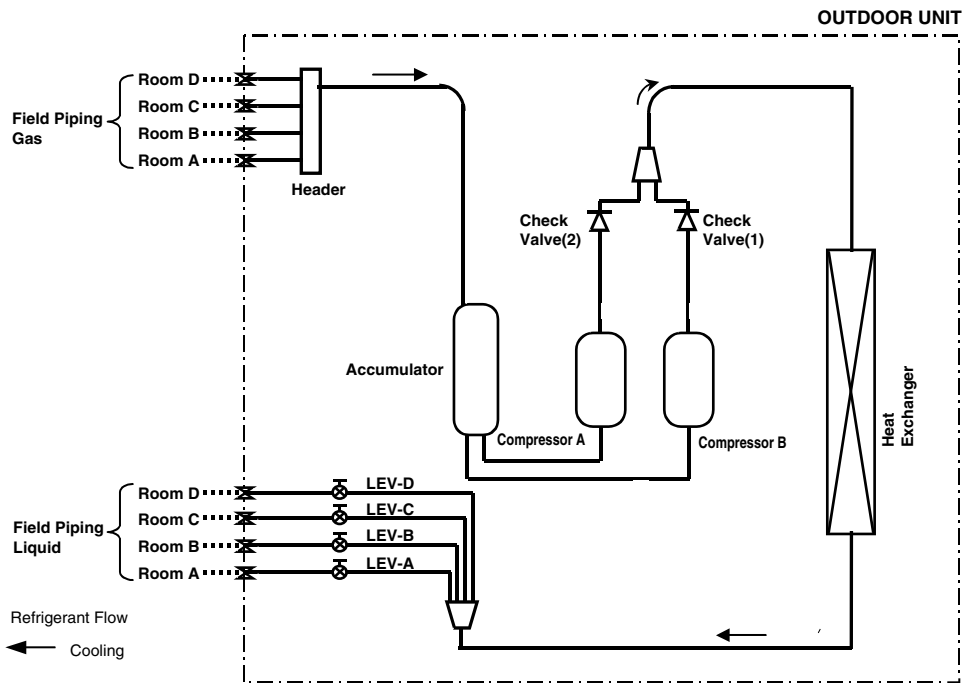 OUTDOOR UNIT
Field Piping
Gas
Room D
Room C
Room B
Room A
Header
Check
Valve(2)
Check
Valve(1)
Accumulator
Compressor A
Compressor B
Heat
Exchanger
Field Piping
Liquid
Room D
Room C
Room B
Room A
LEV-D
LEV-C
LEV-B
LEV-A
Refrigerant Flow
Cooling